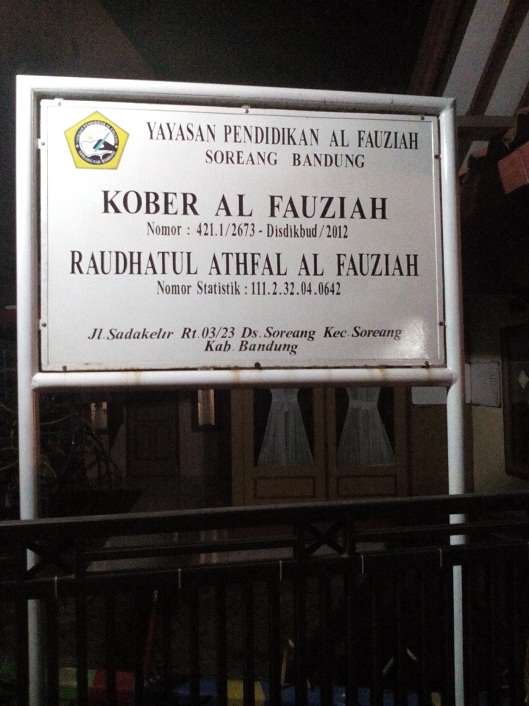 YAYASAN PENDIDIKAN AL FAUZIAH
SOREANG BANDUNG
KOBER AL FAUZIAH
Nomor : 421.1/2673 - Disdikbud/2012
RAUDHATUL ATHFAL AL FAUZIAH
Nomor Statistik : 111.2.32.04.0642
Jl.Sadakelir Rt.03/23 Ds.Soreang Kec.Soreang
Kab.Bandung